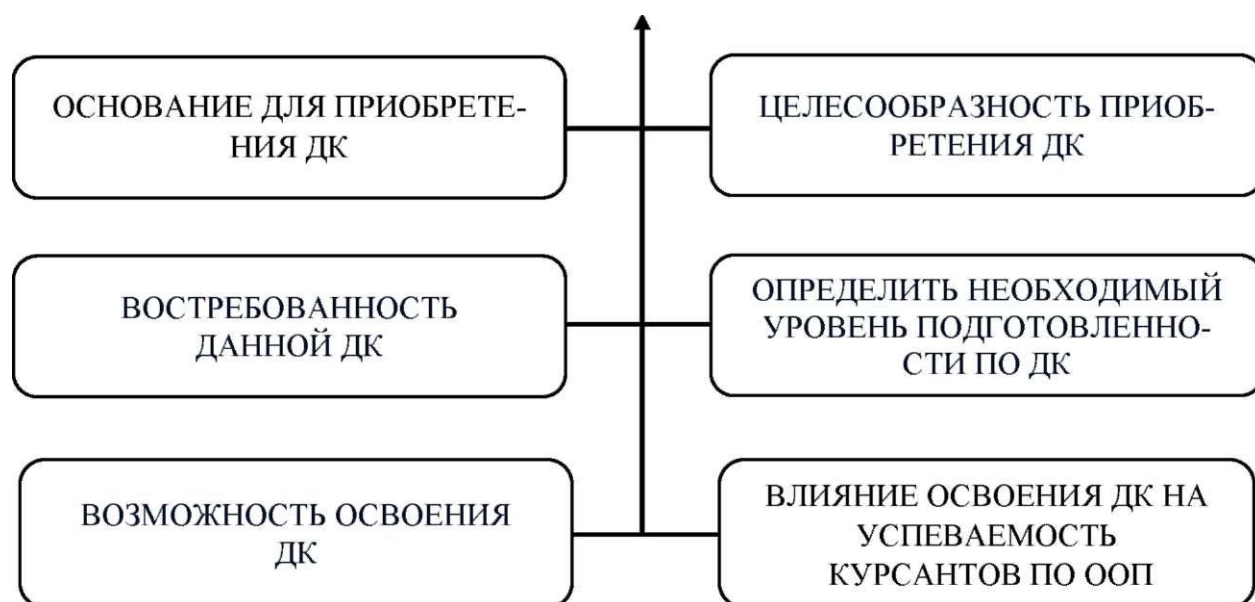 ОСНОВАНИЕ ДЛЯ ПРИОБРЕТЕ-
НИЯ ДК
ЦЕЛЕСООБРАЗНОСТЬ ПРИОБ-
РЕТЕНИЯ ДК
ВОСТРЕБОВАННОСТЬ
ДАННОЙ ДК
ОПРЕДЕЛИТЬ НЕОБХОДИМЫЙ
УРОВЕНЬ ПОДГОТОВЛЕННО-
СТИ ПО ДК
ВОЗМОЖНОСТЬ ОСВОЕНИЯ
ДК
ВЛИЯНИЕ ОСВОЕНИЯ ДК НА
УСПЕВАЕМОСТЬ
КУРСАНТОВ ПО ООП